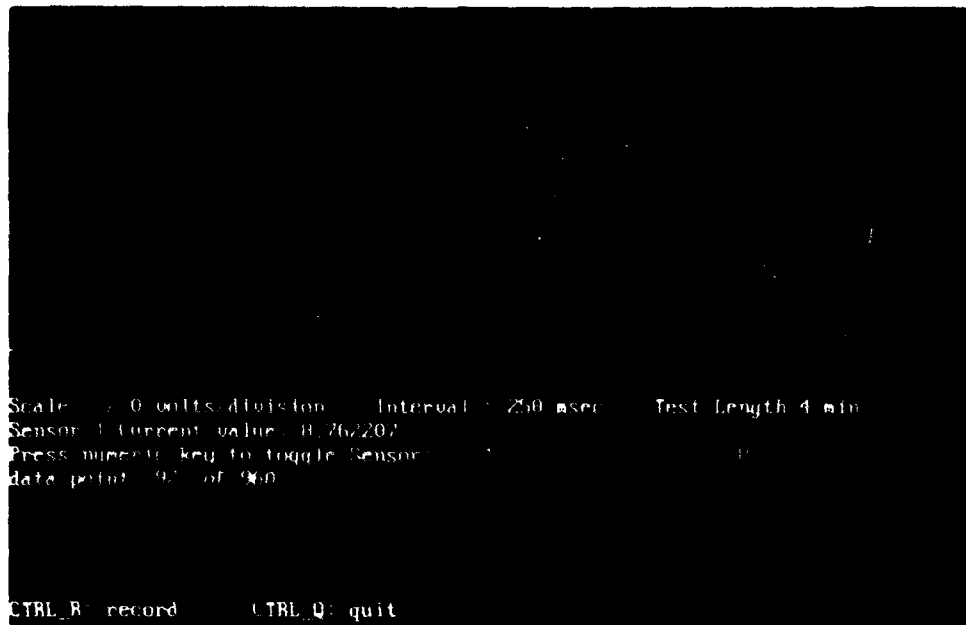 Scale 0 volts/division Interval : 250 msec Test Length 4 min
Sensor 1 Current value: 0.762207
Press numeric key to toggle Sensor
data point of 960
CTRL_R: record CTRL_Q: quit